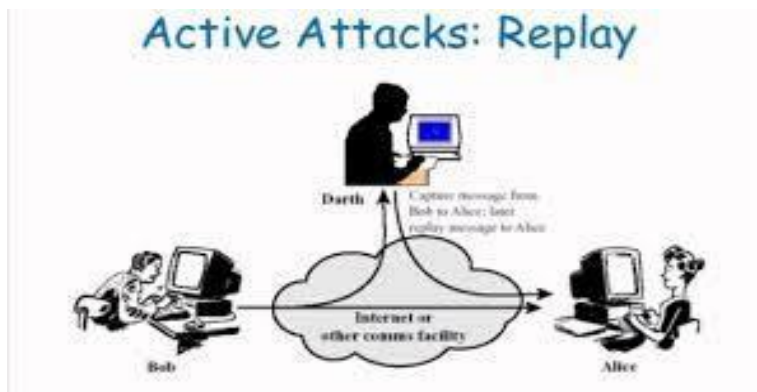 Active Attacks: Replay
Darth
Capture message from
Bob to Alice; later
replay message to Alice
Internet or
other comms facility
Bob
Alice